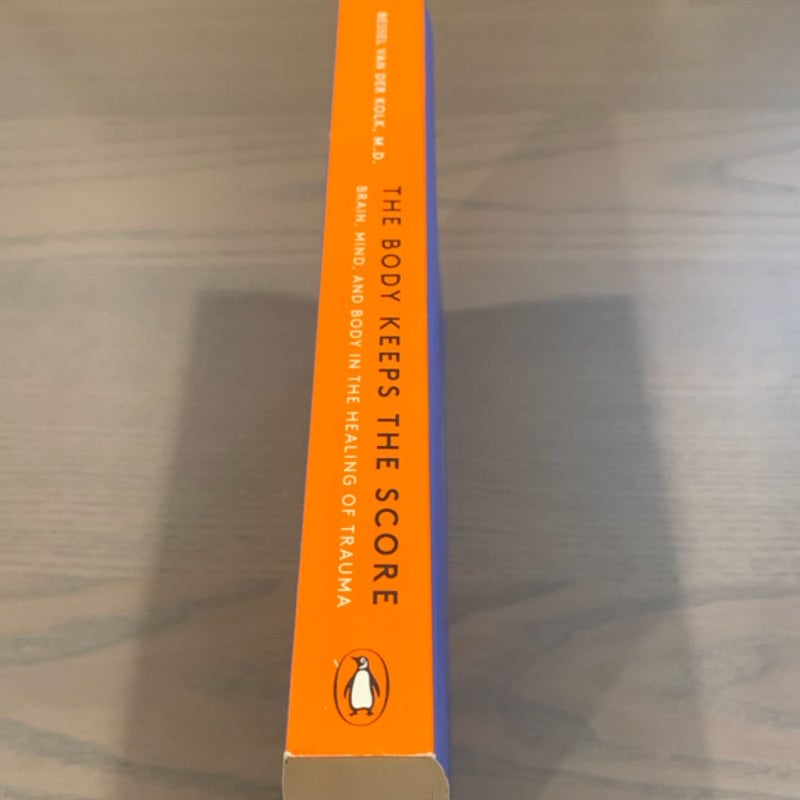 BESSEL VAN DER KOLK, M.D.
THE BODY KEEPS THE SCORE
BRAIN, MIND, AND BODY IN THE HEALING OF TRAUMA